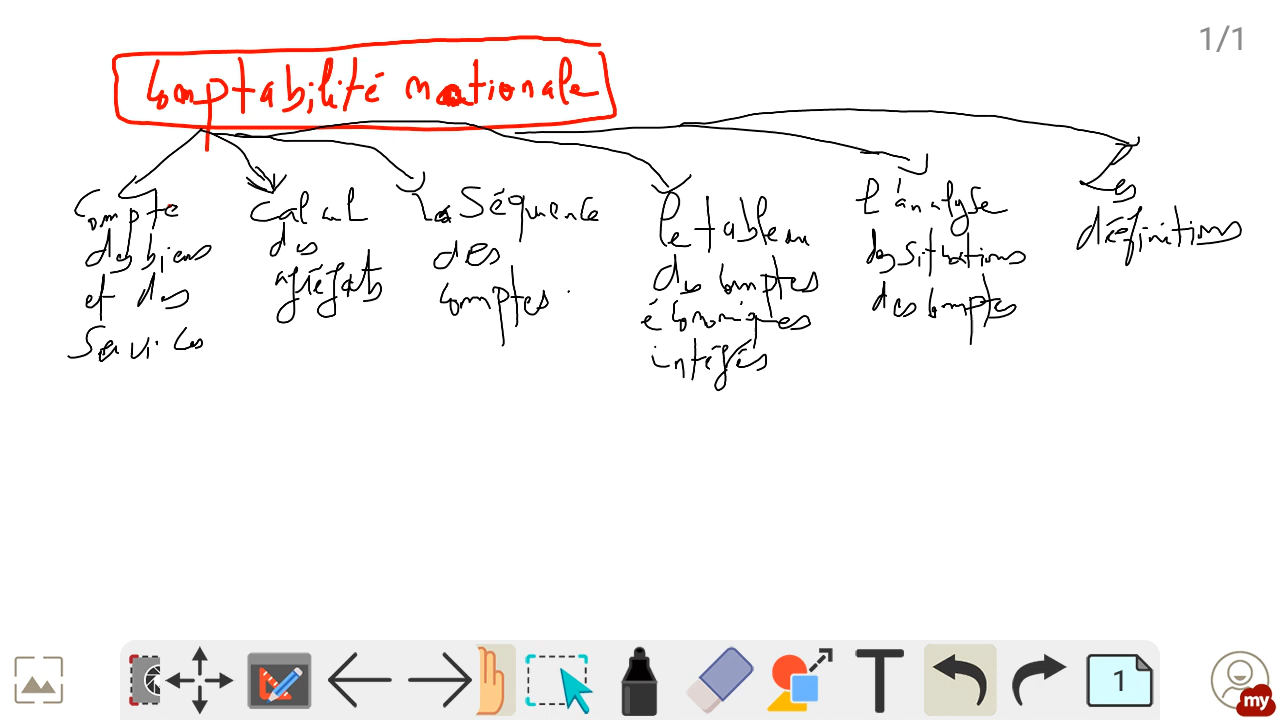 1/1
Comptabilité nationale
Compte
des biens
et des
Services
Calcul
des
agrégats
La Séquence
des
comptes.
le tableau
des comptes
économiques
intégrés
l'analyse
des situations
des comptes
les
définitions
1
my